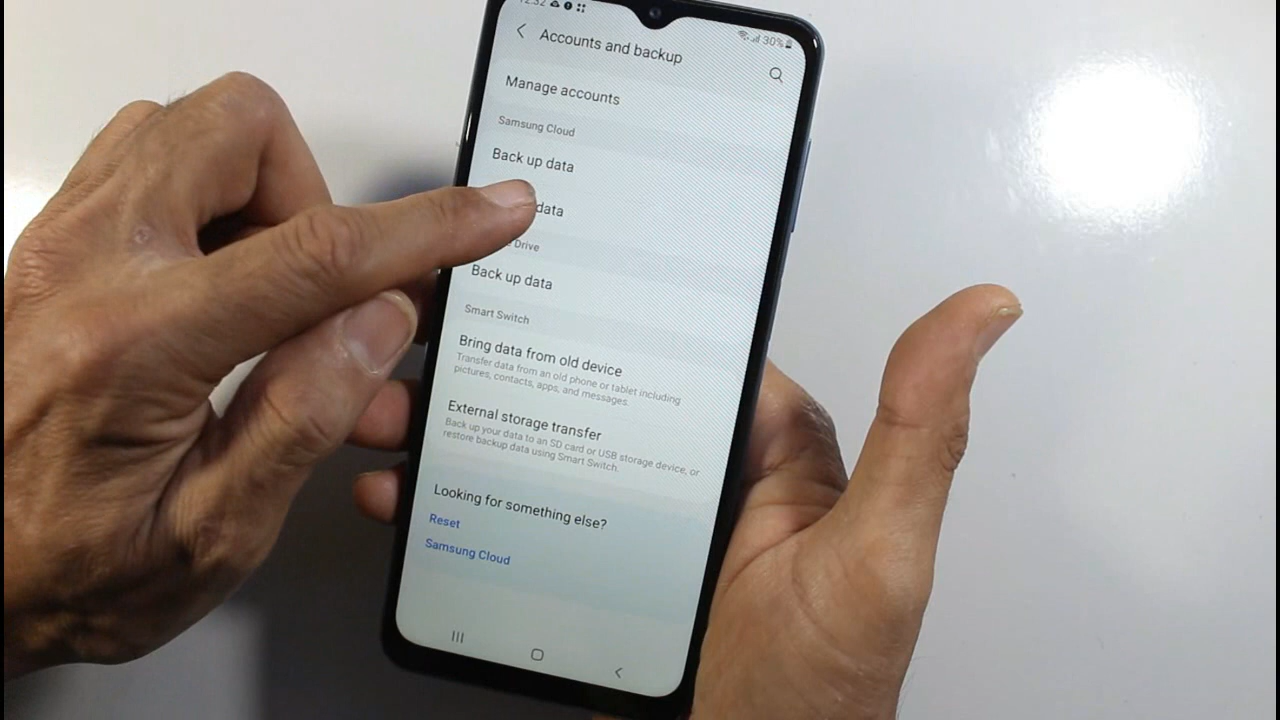 12:32
30%
Accounts and backup
Manage accounts
Samsung Cloud
Back up data
data
Drive
Back up data
Smart Switch
Bring data from old device
Transfer data from an old phone or tablet including
pictures, contacts, apps, and messages.
External storage transfer
Back up your data to an SD card or USB storage device, or
restore backup data using Smart Switch.
Looking for something else?
Reset
Samsung Cloud